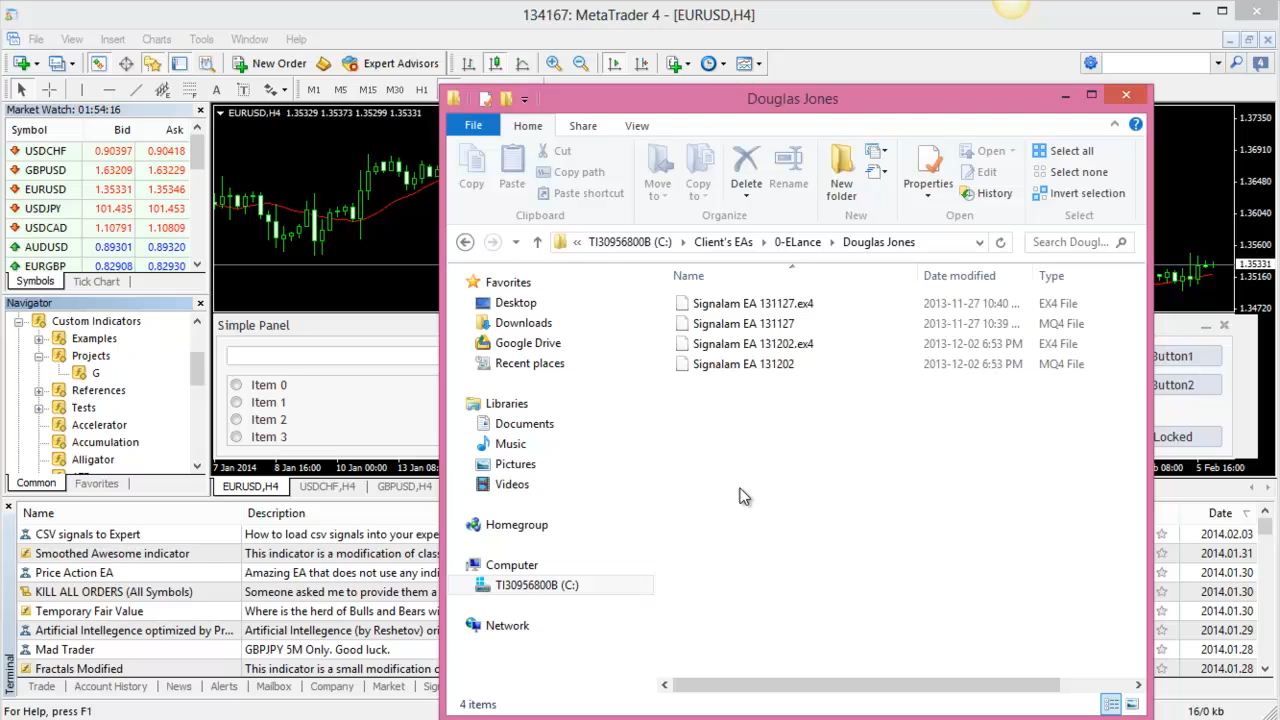 134167: MetaTrader 4 - [EURUSD,H4]
File View Insert Charts Tools Window Help
New Order Expert Advisors
M1 M5 M15 M30 H1
Market Watch: 01:54:16
Symbol Bid Ask
USDCHF 0.90397 0.90418
GBPUSD 1.63209 1.63229
EURUSD 1.35331 1.35346
USDJPY 101.435 101.453
USDCAD 1.10791 1.10809
AUDUSD 0.89301 0.89320
EURGBP 0.82908 0.82930
Symbols Tick Chart
Navigator
Custom Indicators
Examples
Projects
G
References
Tests
Accelerator
Accumulation
Alligator
Common Favorites
EURUSD,H4 1.35329 1.35373 1.35299 1.35331
1.37350
1.36910
1.36480
1.36040
1.35600
1.35331
1.35160
Simple Panel
Item 0
Item 1
Item 2
Item 3
Button1
Button2
Locked
7 Jan 2014 8 Jan 16:00 10 Jan 00:00 13 Jan 08:00
b 08:00 5 Feb 16:00
EURUSD,H4 USDCHF,H4 GBPUSD,H4
Douglas Jones
File Home Share View
Copy
Paste
Cut
Copy path
Paste shortcut
Clipboard
Move to
Copy to
Delete
Rename
Organize
New folder
New
Properties
Open
Edit
History
Open
Select all
Select none
Invert selection
Select
« TI30956800B (C:) Client's EAs 0-ELance Douglas Jones
Search Doug...
Favorites
Desktop
Downloads
Google Drive
Recent places
Libraries
Documents
Music
Pictures
Videos
Homegroup
Computer
TI30956800B (C:)
Network
Name Date modified Type
Signalam EA 131127.ex4 2013-11-27 10:40 ... EX4 File
Signalam EA 131127 2013-11-27 10:39 ... MQ4 File
Signalam EA 131202.ex4 2013-12-02 6:53 PM EX4 File
Signalam EA 131202 2013-12-02 6:53 PM MQ4 File
4 items
Name Description Date
CSV signals to Expert How to load csv signals into your expe 2014.02.03
Smoothed Awesome indicator This indicator is a modification of clas 2014.01.31
Price Action EA Amazing EA that does not use any indi 2014.01.30
KILL ALL ORDERS (All Symbols) Someone asked me to provide them a 2014.01.30
Temporary Fair Value Where is the herd of Bulls and Bears wi 2014.01.30
Artificial Intellegence optimized by Pr... Artificial Intellegence (by Reshetov) ori 2014.01.29
Mad Trader GBPJPY 5M Only. Good luck. 2014.01.28
Fractals Modified This indicator is a small modification o 2014.01.28
Terminal
Trade Account History News Alerts Mailbox Company Market Sig
For Help, press F1
16/0 kb